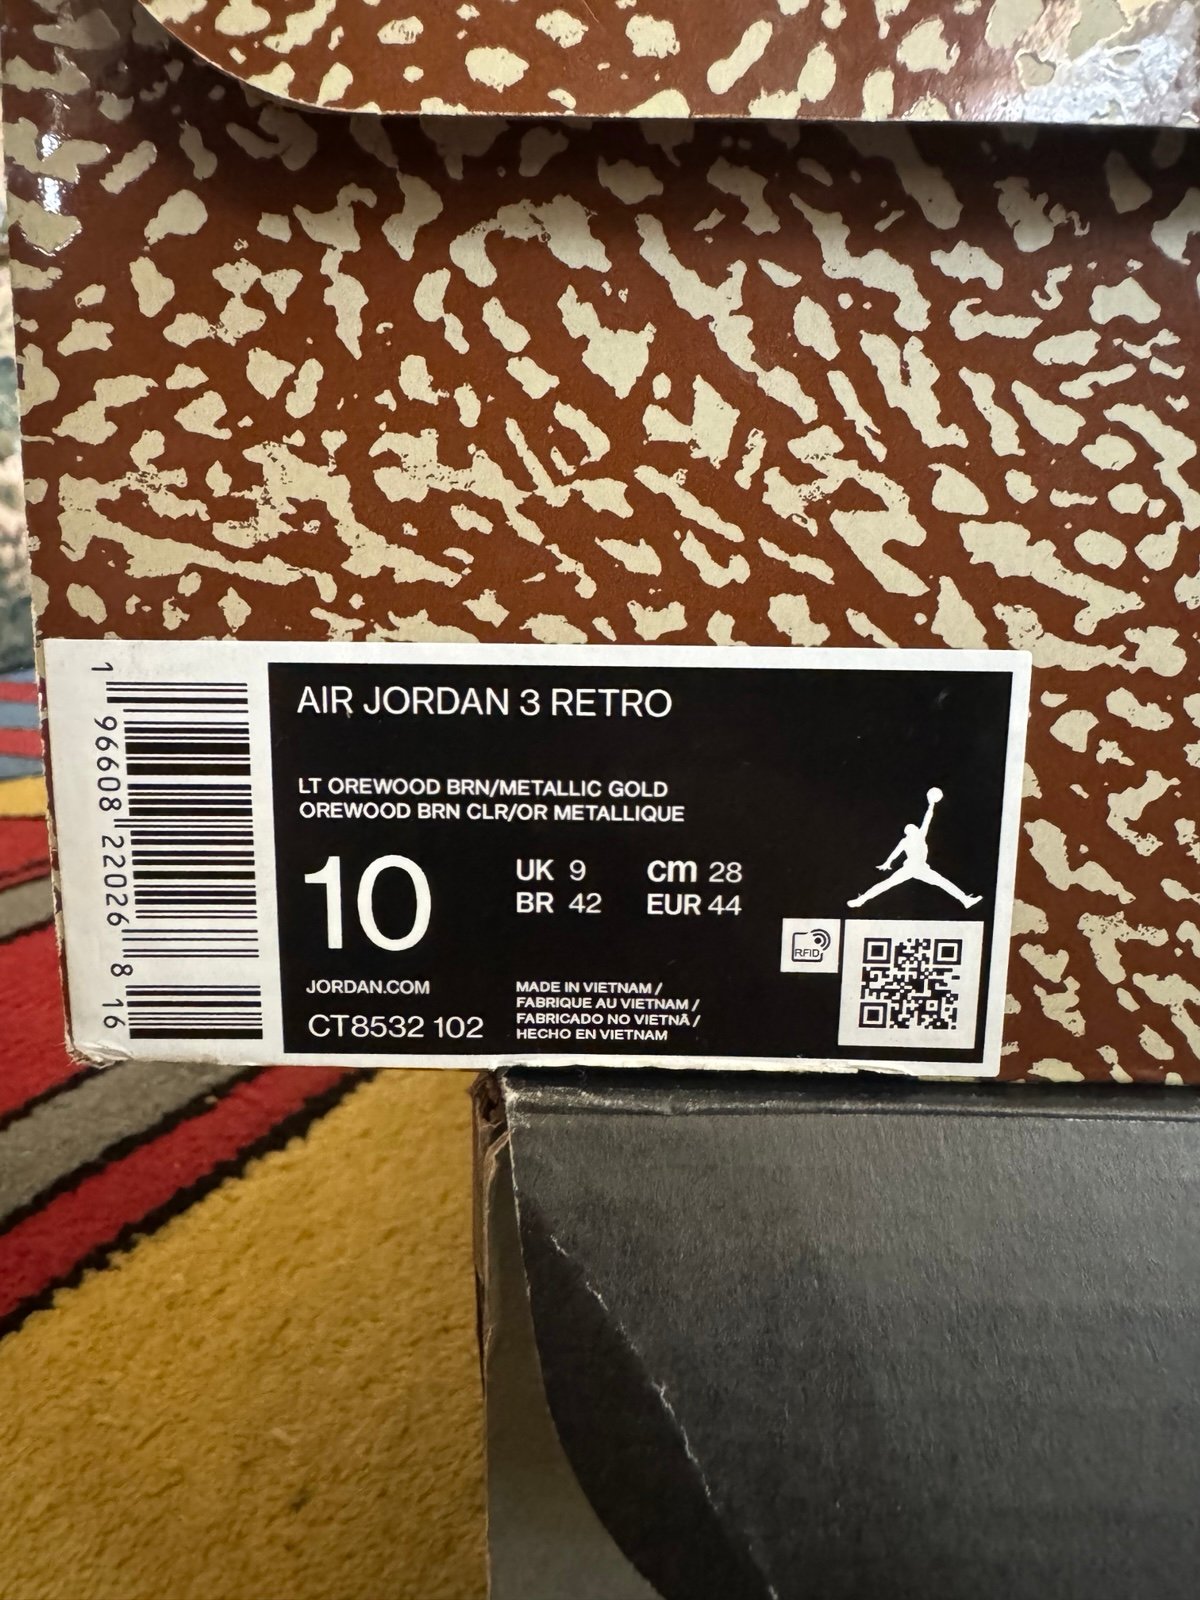 AIR JORDAN 3 RETRO
LT OREWOOD BRN/METALLIC GOLD
OREWOOD BRN CLR/OR METALLIQUE
10
UK 9 cm 28
BR 42 EUR 44
RFID
JORDAN.COM
CT8532 102
MADE IN VIETNAM /
FABRIQUE AU VIETNAM /
FABRICADO NO VIETNÃ /
HECHO EN VIETNAM
1 96608 22026 8 16